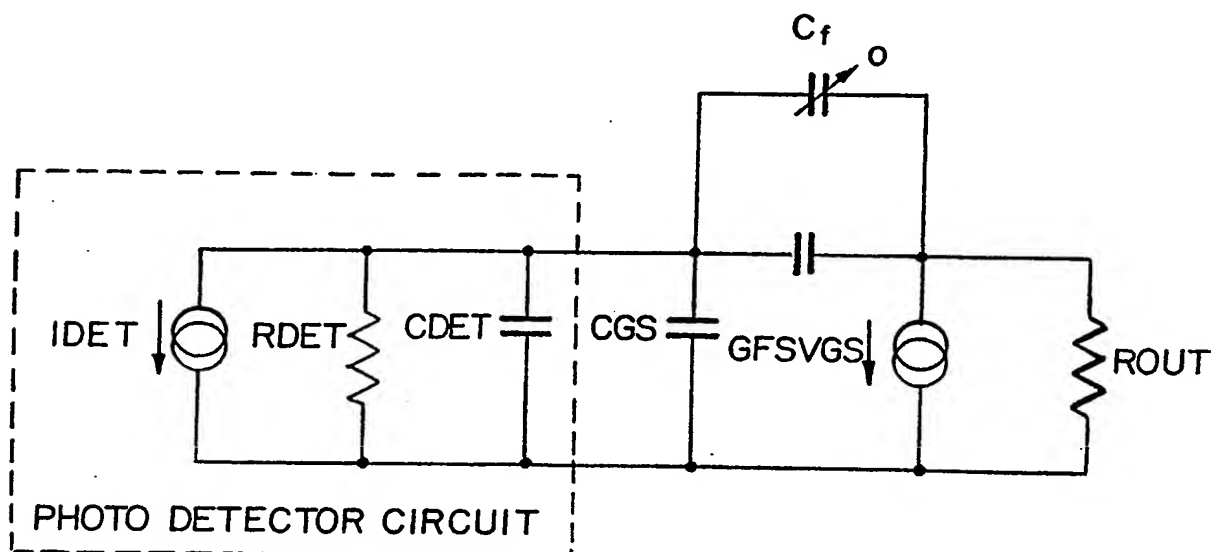 Cf
O
IDET
RDET
CDET
CGS
GFSVGS
ROUT
PHOTO DETECTOR CIRCUIT